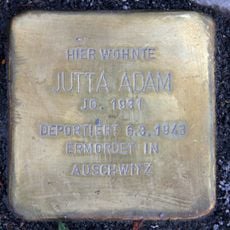 HIER WOHNTE
JUTTA ADAM
JG. 1931
DEPORTIERT 6.3.1943
ERMORDET IN
AUSCHWITZ